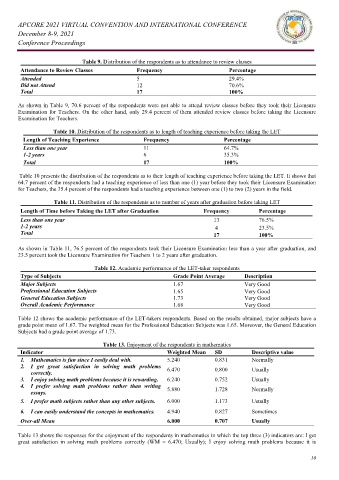 APCORE 2021 VIRTUAL CONVENTION AND INTERNATIONAL CONFERENCE
December 8-9, 2021
Conference Proceedings
Table 9. Distribution of the respondents as to attendance to review classes
Attendance to Review Classes Frequency Percentage
Attended 5 29.4%
Did not Attend 12 70.6%
Total 17 100%
As shown in Table 9, 70.6 percent of the respondents were not able to attend review classes before they took their Licensure
Examination for Teachers. On the other hand, only 29.4 percent of them attended review classes before taking the Licensure
Examination for Teachers.
Table 10. Distribution of the respondents as to length of teaching experience before taking the LET
Length of Teaching Experience Frequency Percentage
Less than one year 11 64.7%
1-2 years 6 35.3%
Total 17 100%
Table 10 presents the distribution of the respondents as to their length of teaching experience before taking the LET. It shows that
64.7 percent of the respondents had a teaching experience of less than one (1) year before they took their Licensure Examination
for Teachers, the 35.4 percent of the respondents had a teaching experience between one (1) to two (2) years in the field.
Table 11. Distribution of the respondents as to number of years after graduation before taking LET
Length of Time before Taking the LET after Graduation Frequency Percentage
Less than one year 13 76.5%
1-2 years 4 23.5%
Total 17 100%
As shown in Table 11, 76.5 percent of the respondents took their Licensure Examination less than a year after graduation, and
23.5 percent took the Licensure Examination for Teachers 1 to 2 years after graduation.
Table 12. Academic performance of the LET-taker respondents
Type of Subjects Grade Point Average Description
Major Subjects 1.67 Very Good
Professional Education Subjects 1.65 Very Good
General Education Subjects 1.73 Very Good
Overall Academic Performance 1.68 Very Good
Table 12 shows the academic performance of the LET-takers respondents. Based on the results obtained, major subjects have a
grade point mean of 1.67. The weighted mean for the Professional Education Subjects was 1.65. Moreover, the General Education
Subjects had a grade point average of 1.73.
Table 13. Enjoyment of the respondents in mathematics
Indicator Weighted Mean SD Descriptive value
1. Mathematics is fun since I easily deal with. 5.240 0.831 Normally
2. I get great satisfaction in solving math problems
correctly. 6.470 0.800 Usually
3. I enjoy solving math problems because it is rewarding. 6.240 0.752 Usually
4. I prefer solving math problems rather than writing
essays. 5.690 1.728 Normally
5. I prefer math subjects rather than any other subjects. 6.000 1.173 Usually
6. I can easily understand the concepts in mathematics. 4.940 0.827 Sometimes
Over-all Mean 6.000 0.707 Usually
Table 13 shows the responses for the enjoyment of the respondents in mathematics in which the top three (3) indicators are: I get
great satisfaction in solving math problems correctly (WM = 6.470; Usually); I enjoy solving math problems because it is